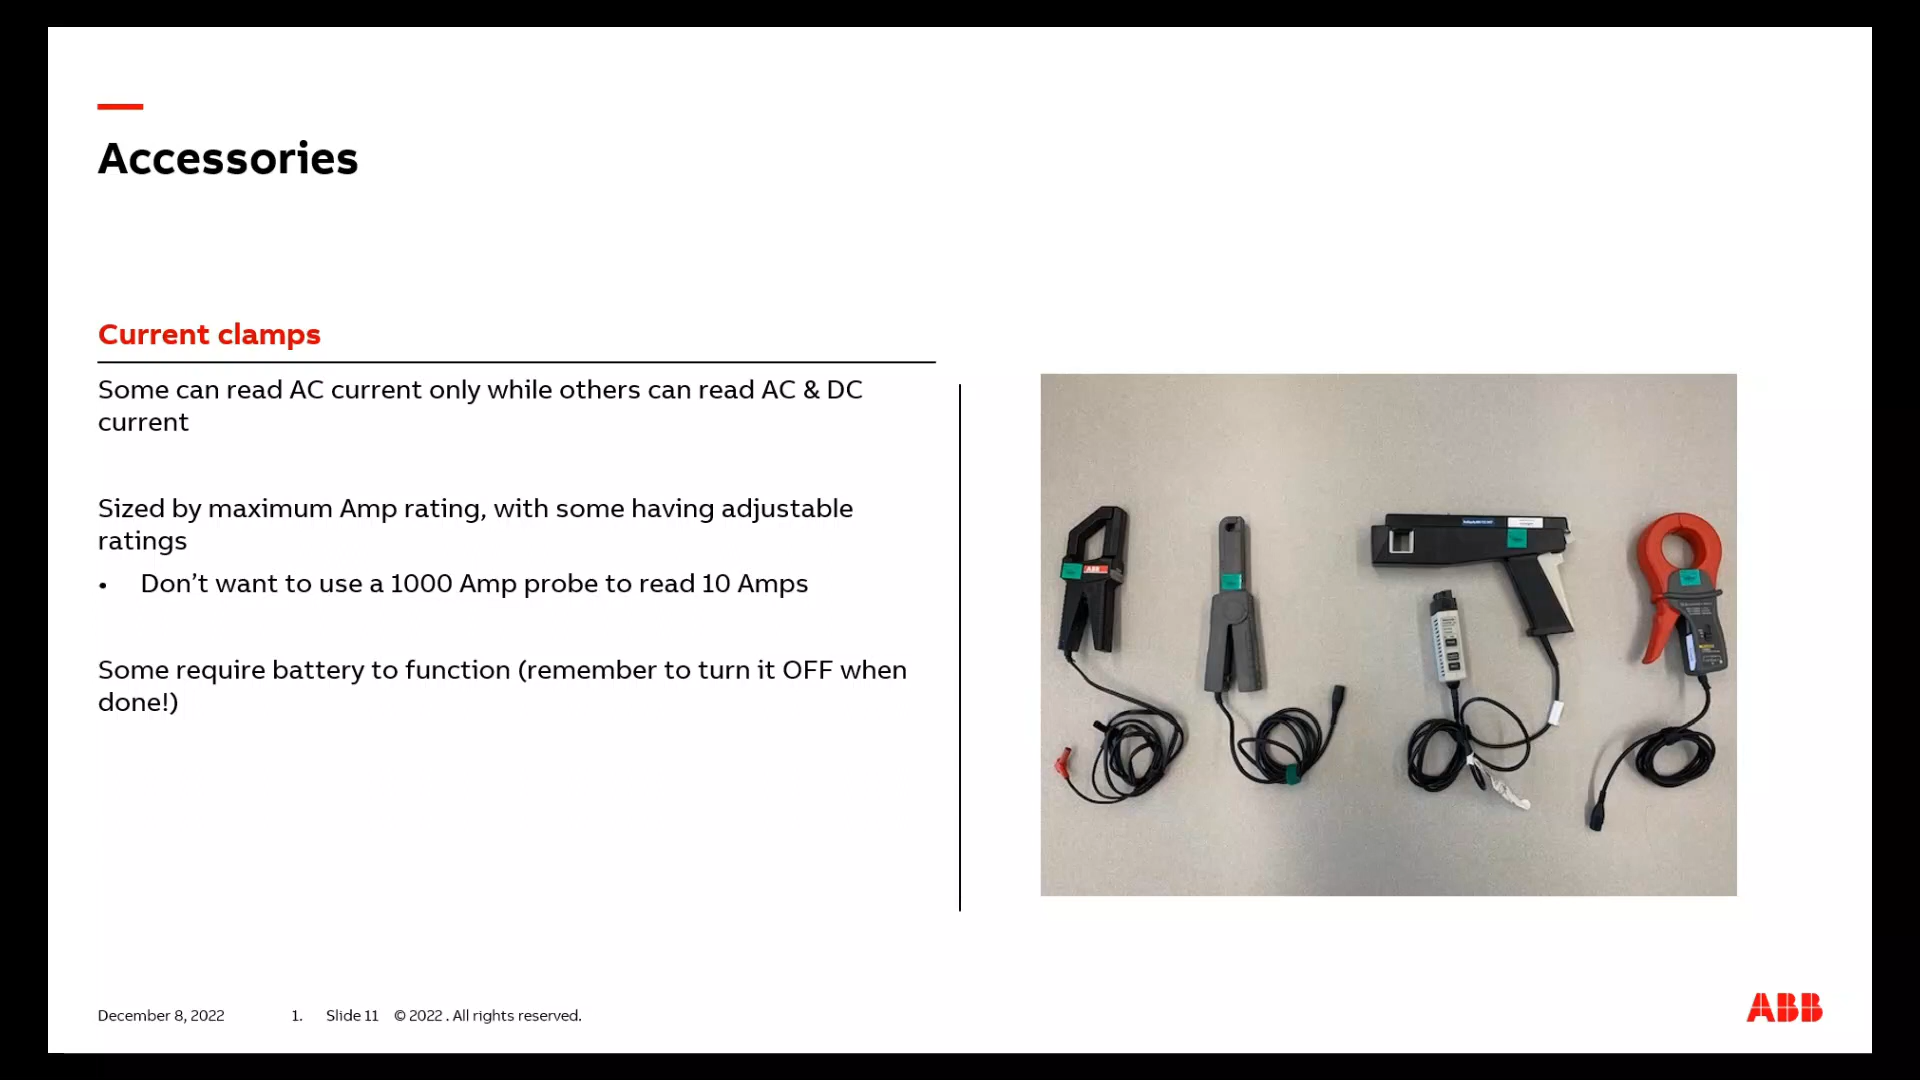 Accessories
Current clamps
Some can read AC current only while others can read AC & DC
current
Sized by maximum Amp rating, with some having adjustable
ratings
• Don’t want to use a 1000 Amp probe to read 10 Amps
Some require battery to function (remember to turn it OFF when
done!)
ABB
December 8, 2022 1. Slide 11 © 2022 . All rights reserved.
ABB